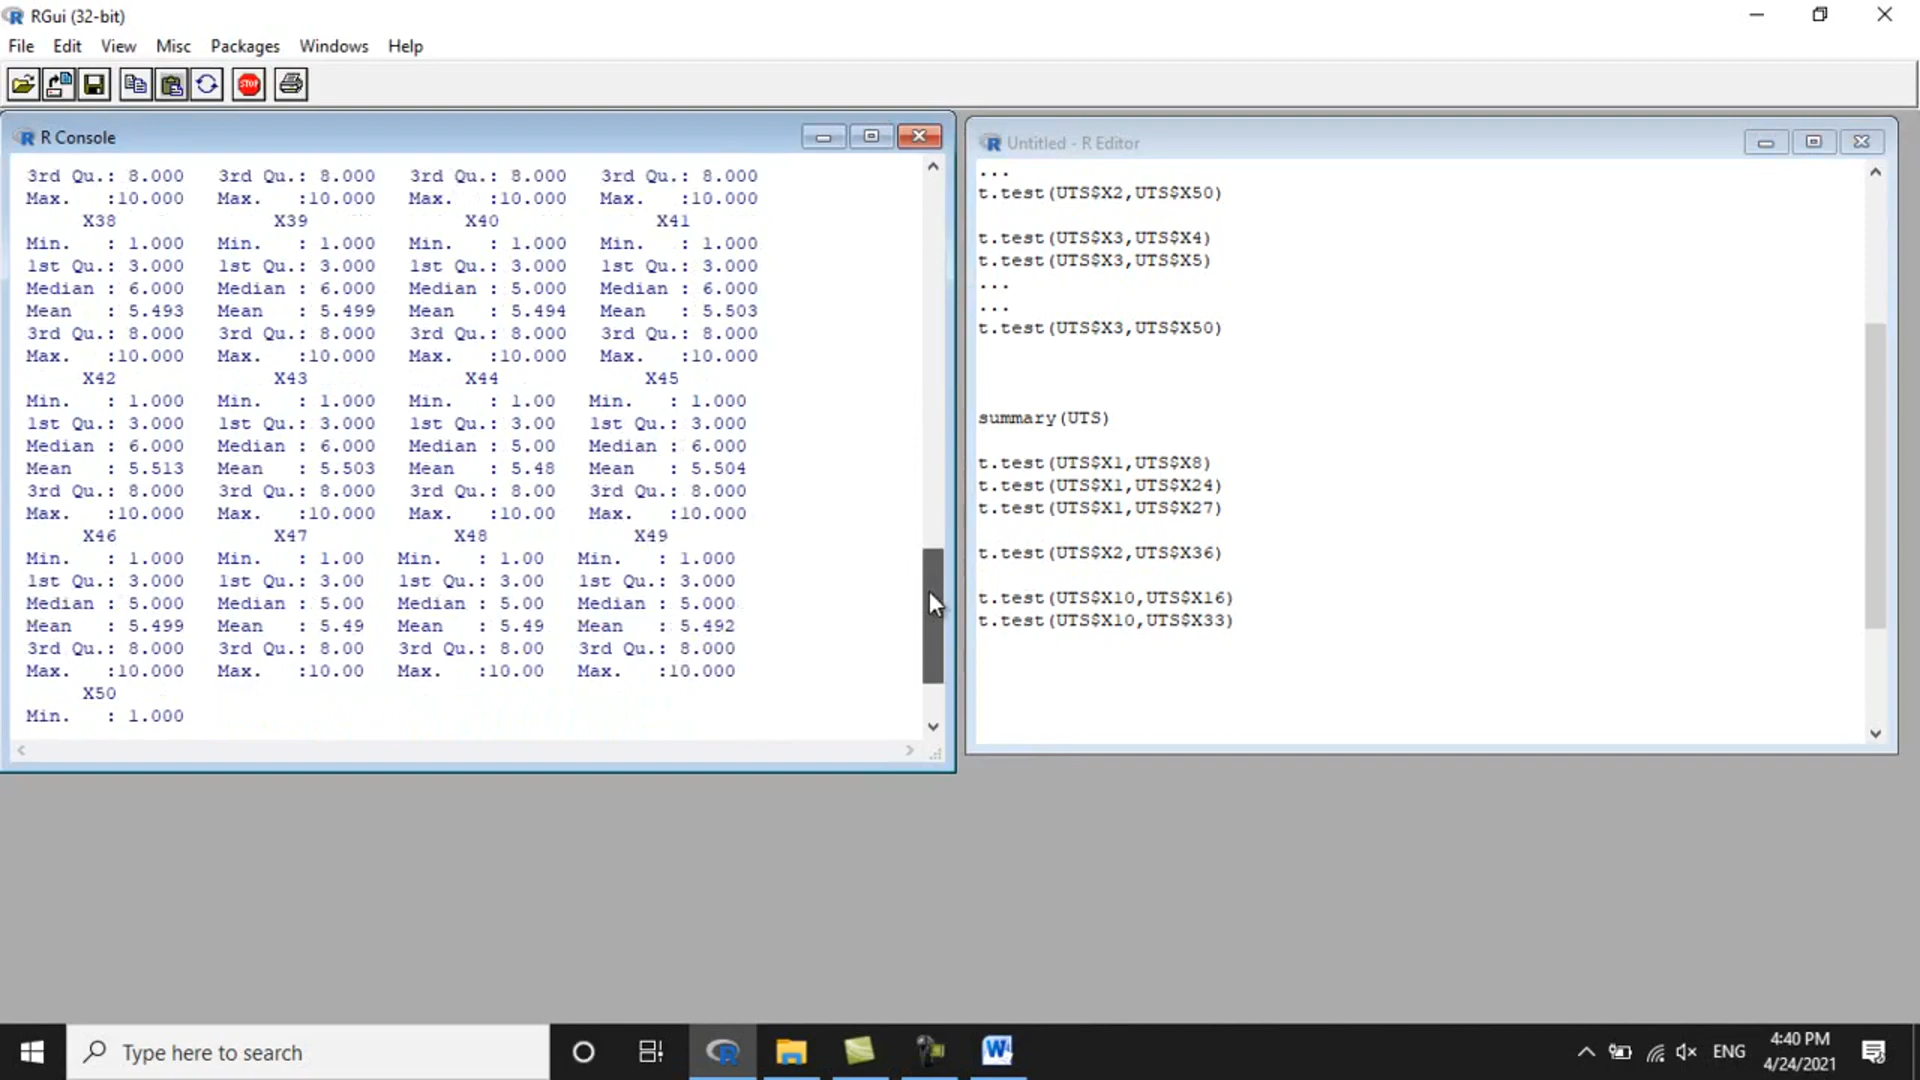 RGui (32-bit)
File Edit View Misc Packages Windows Help
STOP
R Console
3rd Qu.: 8.000 3rd Qu.: 8.000 3rd Qu.: 8.000 3rd Qu.: 8.000
Max. :10.000 Max. :10.000 Max. :10.000 Max. :10.000
X38 X39 X40 X41
Min. : 1.000 Min. : 1.000 Min. : 1.000 Min. : 1.000
1st Qu.: 3.000 1st Qu.: 3.000 1st Qu.: 3.000 1st Qu.: 3.000
Median : 6.000 Median : 6.000 Median : 5.000 Median : 6.000
Mean : 5.493 Mean : 5.499 Mean : 5.494 Mean : 5.503
3rd Qu.: 8.000 3rd Qu.: 8.000 3rd Qu.: 8.000 3rd Qu.: 8.000
Max. :10.000 Max. :10.000 Max. :10.000 Max. :10.000
X42 X43 X44 X45
Min. : 1.000 Min. : 1.000 Min. : 1.00 Min. : 1.000
1st Qu.: 3.000 1st Qu.: 3.000 1st Qu.: 3.00 1st Qu.: 3.000
Median : 6.000 Median : 6.000 Median : 5.00 Median : 6.000
Mean : 5.513 Mean : 5.503 Mean : 5.48 Mean : 5.504
3rd Qu.: 8.000 3rd Qu.: 8.000 3rd Qu.: 8.00 3rd Qu.: 8.000
Max. :10.000 Max. :10.000 Max. :10.00 Max. :10.000
X46 X47 X48 X49
Min. : 1.000 Min. : 1.00 Min. : 1.00 Min. : 1.000
1st Qu.: 3.000 1st Qu.: 3.00 1st Qu.: 3.00 1st Qu.: 3.000
Median : 5.000 Median : 5.00 Median : 5.00 Median : 5.000
Mean : 5.499 Mean : 5.49 Mean : 5.49 Mean : 5.492
3rd Qu.: 8.000 3rd Qu.: 8.00 3rd Qu.: 8.00 3rd Qu.: 8.000
Max. :10.000 Max. :10.00 Max. :10.00 Max. :10.000
X50
Min. : 1.000
Untitled - R Editor
...
t.test(UTS$X2,UTS$X50)
t.test(UTS$X3,UTS$X4)
t.test(UTS$X3,UTS$X5)
...
...
t.test(UTS$X3,UTS$X50)
summary(UTS)
t.test(UTS$X1,UTS$X8)
t.test(UTS$X1,UTS$X24)
t.test(UTS$X1,UTS$X27)
t.test(UTS$X2,UTS$X36)
t.test(UTS$X10,UTS$X16)
t.test(UTS$X10,UTS$X33)
Type here to search
ENG
4:40 PM
4/24/2021